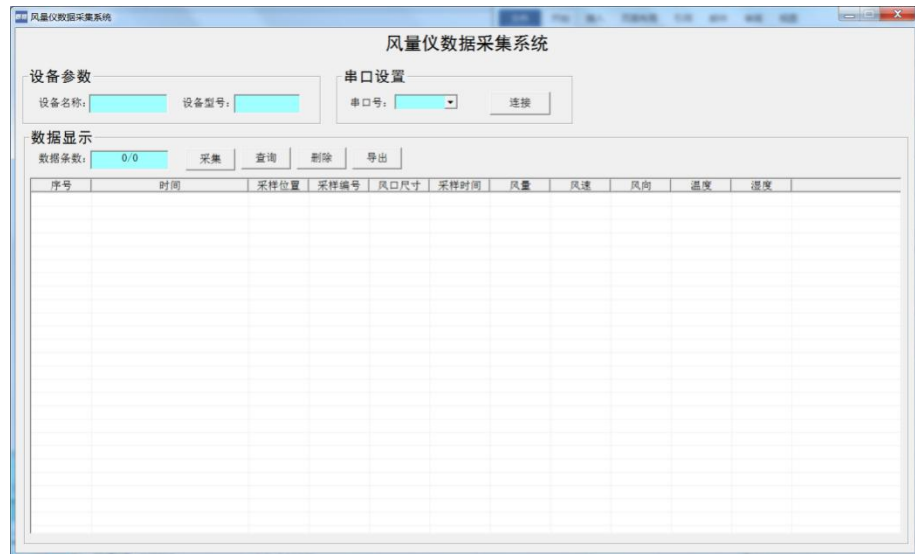 风量仪数据采集系统
风量仪数据采集系统
设备参数
设备名称: 设备型号:
串口设置
串口号: 连接
数据显示
数据条数: 0/0 采集 查询 删除 导出
序号 时间 采样位置 采样编号 风口尺寸 采样时间 风量 风速 风向 温度 湿度